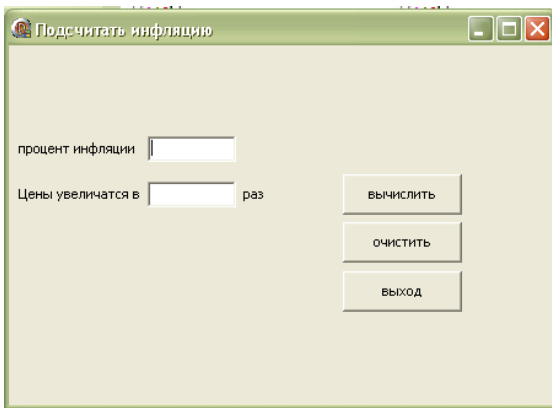 Подсчитать инфляцию
процент инфляции
Цены увеличатся в раз
вычислить
очистить
выход